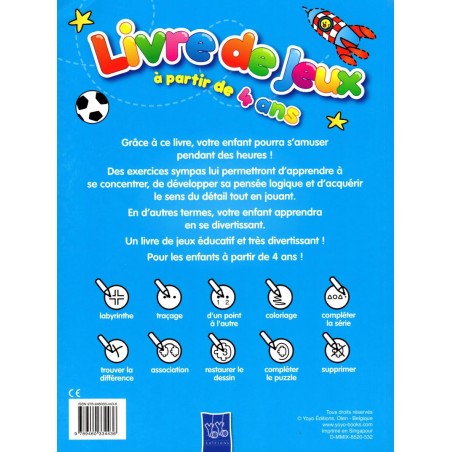 Livre de jeux
à partir de 4 ans
Grâce à ce livre, votre enfant pourra s'amuser
pendant des heures !
Des exercices sympas lui permettront d'apprendre à
se concentrer, de développer sa pensée logique et d'acquérir
le sens du détail tout en jouant.
En d'autres termes, votre enfant apprendra
en se divertissant.
Un livre de jeux éducatif et très divertissant !
Pour les enfants à partir de 4 ans !
labyrinthe
traçage
d'un point
à l'autre
coloriage
compléter
la série
trouver la
différence
association
restaurer le
dessin
compléter
le puzzle
supprimer
CE
YOYO
EDITIONS
Tous droits réservés
© Yoyo Editions, Olen - Belgique
www.yoyo-books.com
Imprimé en Singapour